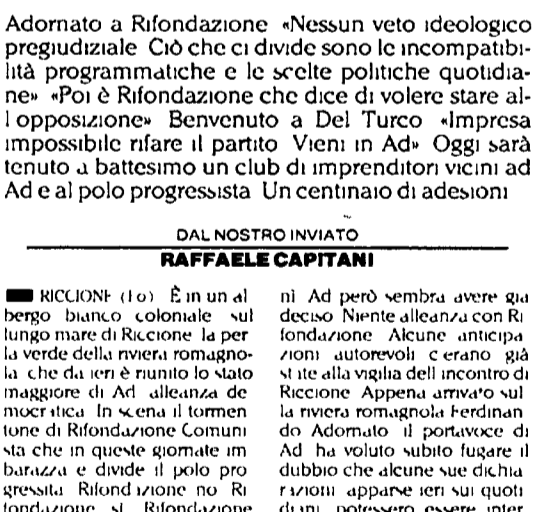 Adornato a Rifondazione «Nessun veto ideologico
pregiudiziale Ciò che ci divide sono le incompatibi-
lità programmatiche e le scelte politiche quotidia-
ne» «Poi è Rifondazione che dice di volere stare al-
l opposizione» Benvenuto a Del Turco «Impresa
impossibile rifare il partito Vieni in Ad» Oggi sarà
tenuto a battesimo un club di imprenditori vicini ad
Ad e al polo progressista Un centinaio di adesioni
DAL NOSTRO INVIATO
RAFFAELE CAPITANI
RICCIONE (Fo) È in un al
bergo bianco coloniale sul
lungo mare di Riccione la per
la verde della riviera romagno-
la che da ieri è riunito lo stato
maggiore di Ad alleanza de
mocratica In scena il tormen
tone di Rifondazione Comuni
sta che in queste giornate im
barazza e divide il polo pro
gressita Rifondazione no Ri
fondazione sì Rifondazione
ni Ad però sembra avere gia
deciso Niente alleanza con Ri
fondazione Alcune anticipa
zioni autorevoli c erano già
state alla vigilia dell incontro di
Riccione Appena arrivato sul
la riviera romagnola Ferdinan
do Adornato il portavoce di
Ad ha voluto subito fugare il
dubbio che alcune sue dichia
razioni apparse ieri sui quoti
diani potessero essere inter